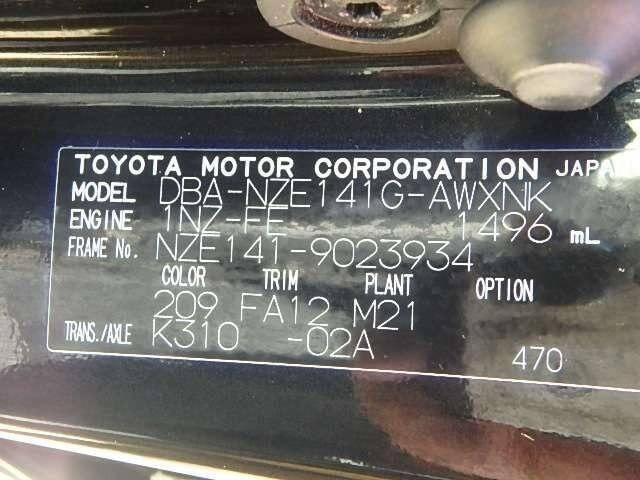 TOYOTA MOTOR CORPORATION JAPAN
MODEL DBA-NZE141G-AWXNK
ENGINE 1NZ-FE 1496 mL
FRAME No. NZE141-9023934
COLOR TRIM PLANT OPTION
209 FA12 M21
TRANS./AXLE K310 -02A
470